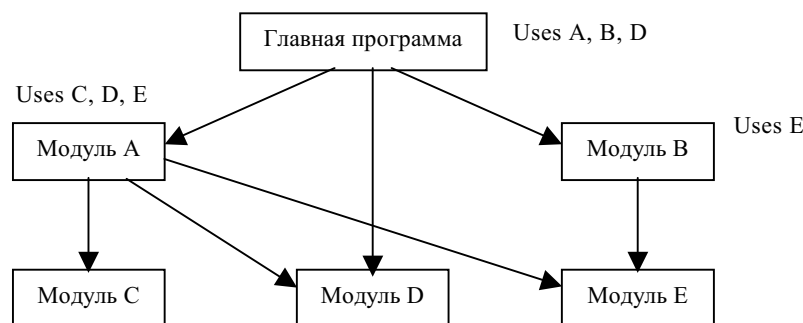 Главная программа
Uses A, B, D
Uses C, D, E
Модуль A
Модуль B
Uses E
Модуль C
Модуль D
Модуль E